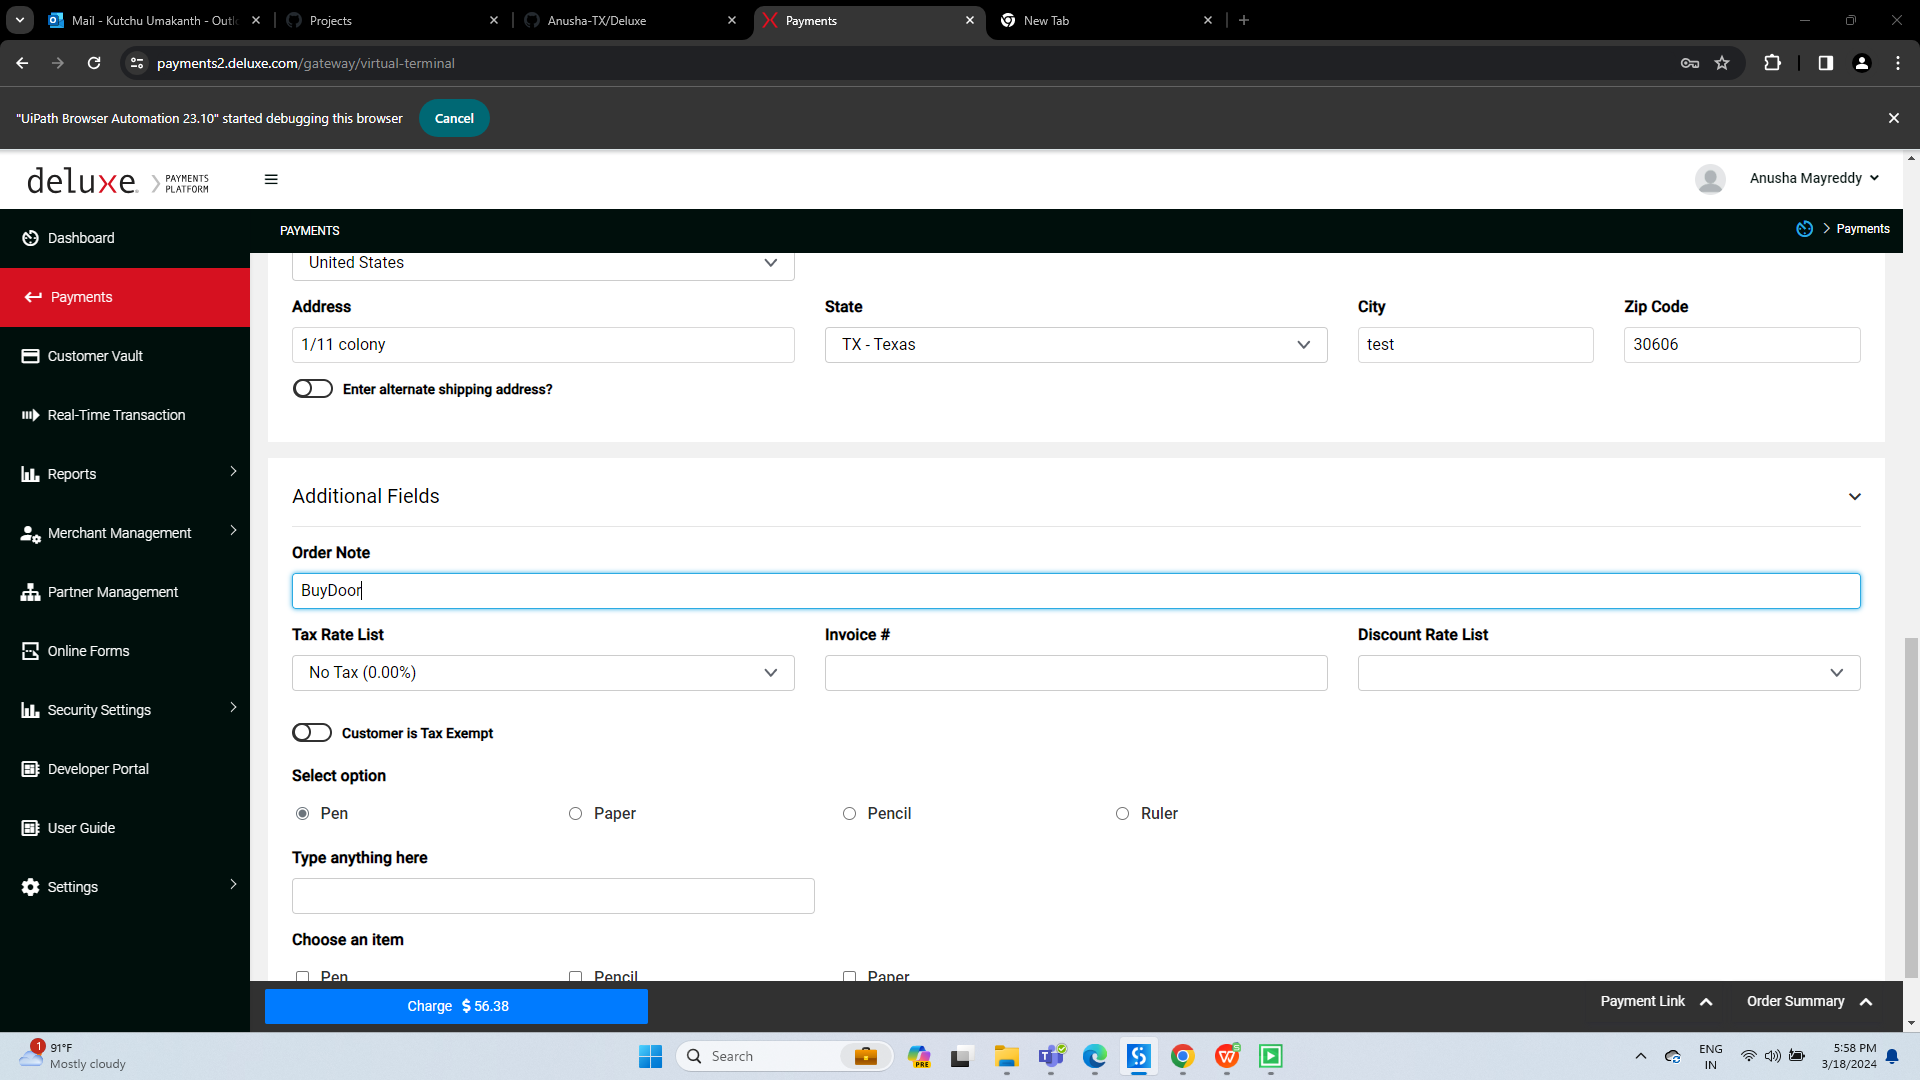 Mail - Kutchu Umakanth - Outl
Projects
Anusha-TX/Deluxe
Payments
New Tab
payments2.deluxe.com/gateway/virtual-terminal
"UiPath Browser Automation 23.10" started debugging this browser
Cancel
deluxe. PAYMENTS PLATFORM
Anusha Mayreddy
PAYMENTS
Payments
Dashboard
Payments
Customer Vault
Real-Time Transaction
Reports
Merchant Management
Partner Management
Online Forms
Security Settings
Developer Portal
User Guide
Settings
United States
Address
State
City
Zip Code
1/11 colony
TX - Texas
test
30606
Enter alternate shipping address?
Additional Fields
Order Note
BuyDoor
Tax Rate List
Invoice #
Discount Rate List
No Tax (0.00%)
Customer is Tax Exempt
Select option
Pen
Paper
Pencil
Ruler
Type anything here
Choose an item
Pen
Pencil
Paper
Charge $ 56.38
Payment Link
Order Summary
1
91°F
Mostly cloudy
Search
PRE
ENG
IN
5:58 PM
3/18/2024